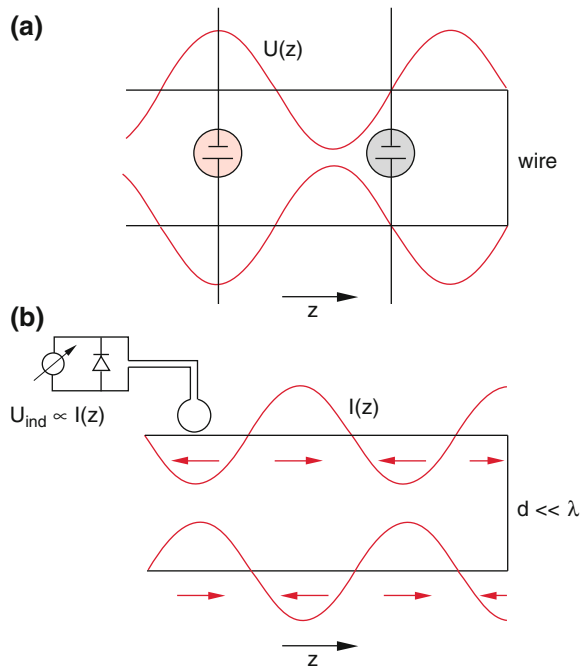 (a)
U(z)
wire
z
(b)
U_ind ∝ I(z)
I(z)
d << λ
z